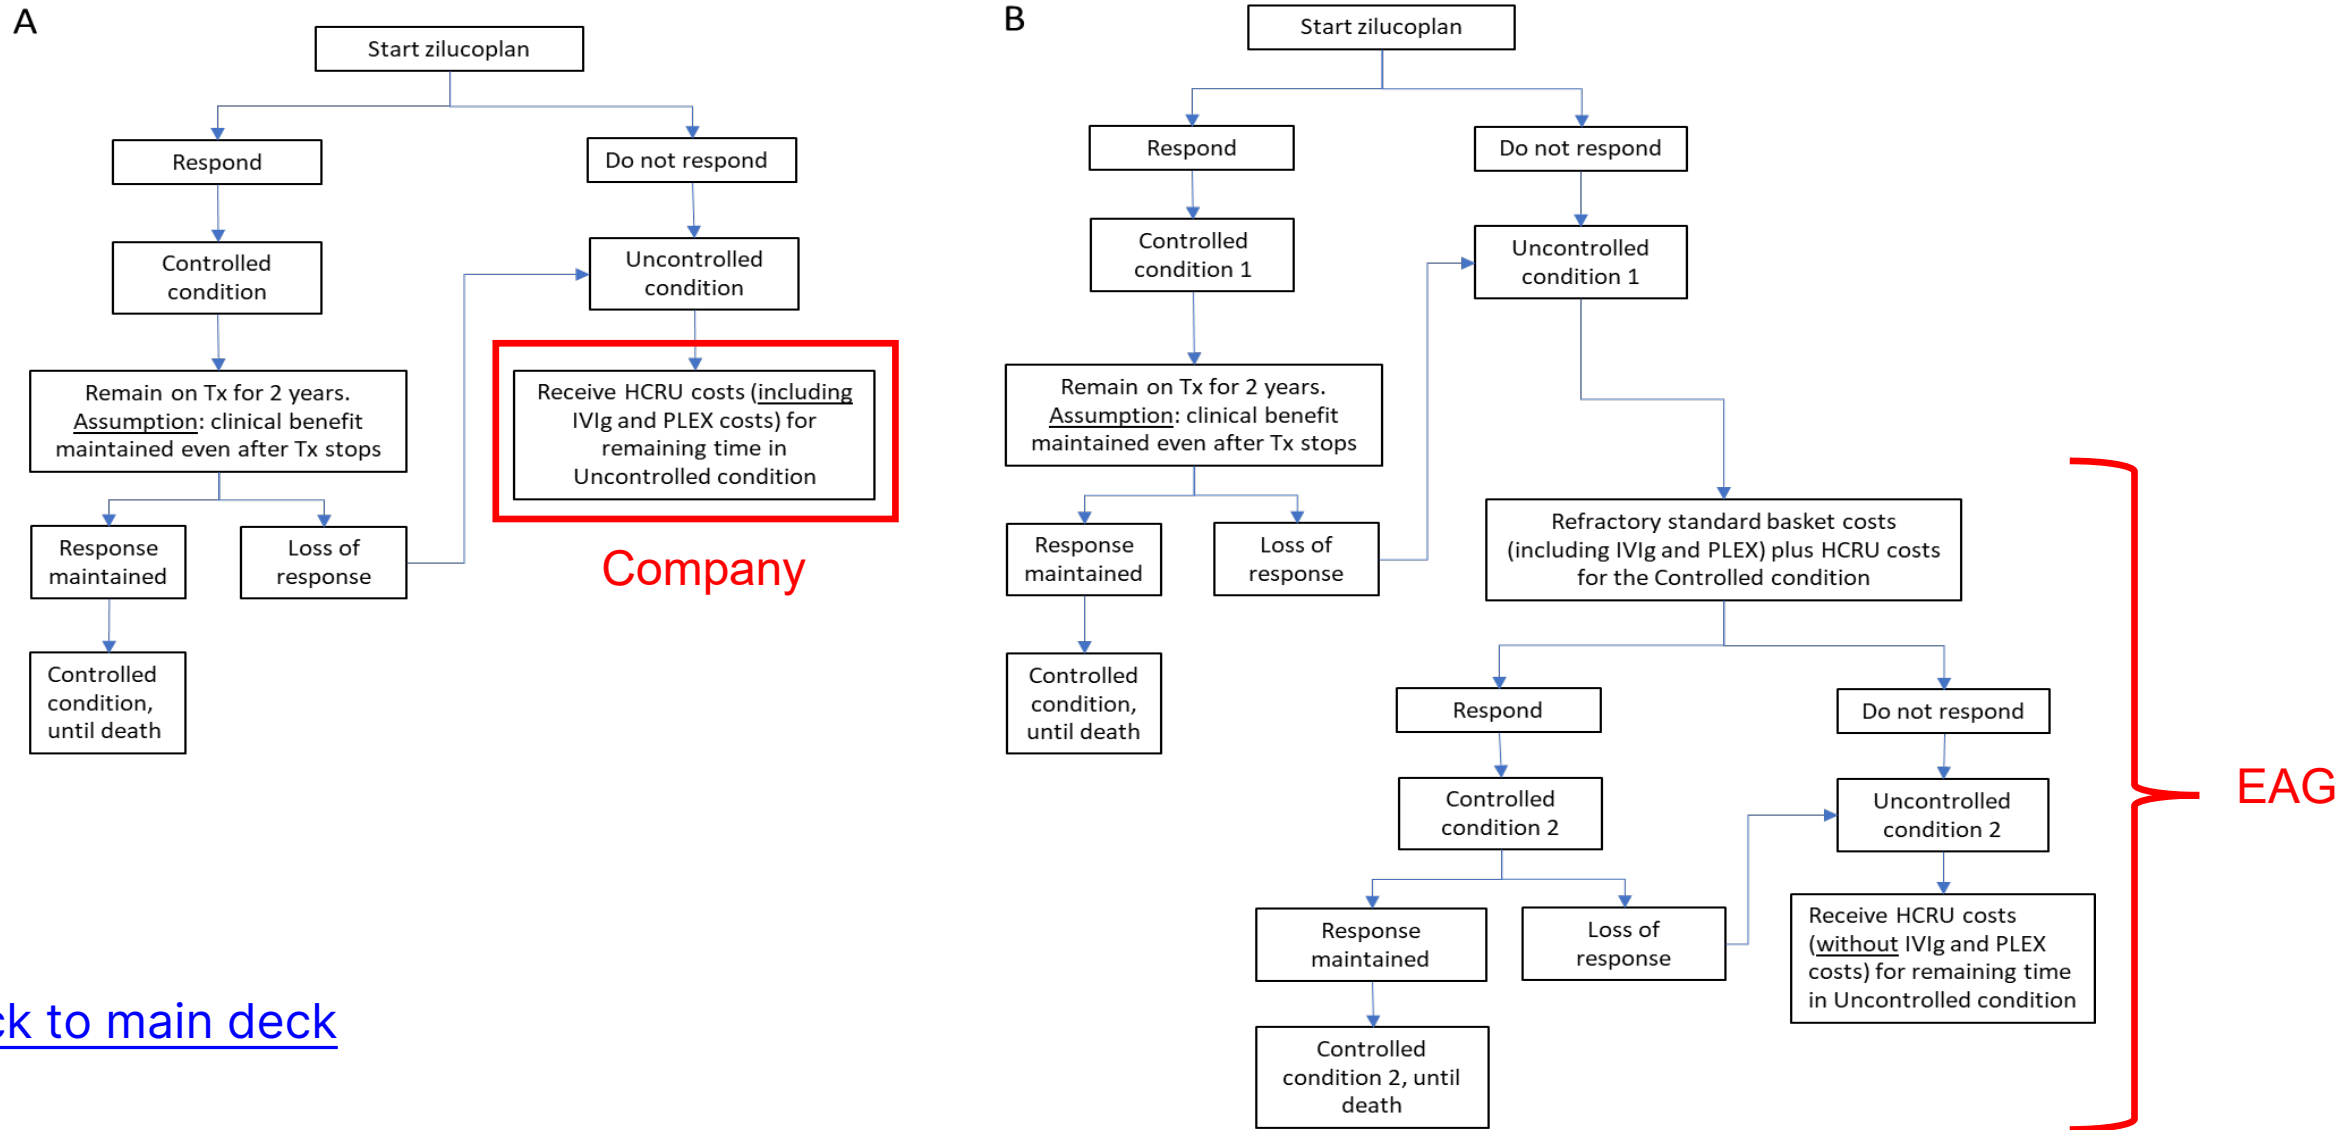 A
Start zilucoplan
Respond
Do not respond
Controlled
condition
Uncontrolled
condition
Remain on Tx for 2 years.
Assumption: clinical benefit
maintained even after Tx stops
Receive HCRU costs (including
IVIg and PLEX costs) for
remaining time in
Uncontrolled condition
Response
maintained
Loss of
response
Company
Controlled
condition,
until death
ck to main deck
B
Start zilucoplan
Respond
Do not respond
Controlled
condition 1
Uncontrolled
condition 1
Remain on Tx for 2 years.
Assumption: clinical benefit
maintained even after Tx stops
Response
maintained
Loss of
response
Controlled
condition,
until death
Refractory standard basket costs
(including IVIg and PLEX) plus HCRU costs
for the Controlled condition
Respond
Do not respond
Controlled
condition 2
Uncontrolled
condition 2
Response
maintained
Loss of
response
Receive HCRU costs
(without IVIg and PLEX
costs) for remaining time
in Uncontrolled condition
Controlled
condition 2, until
death
EAG